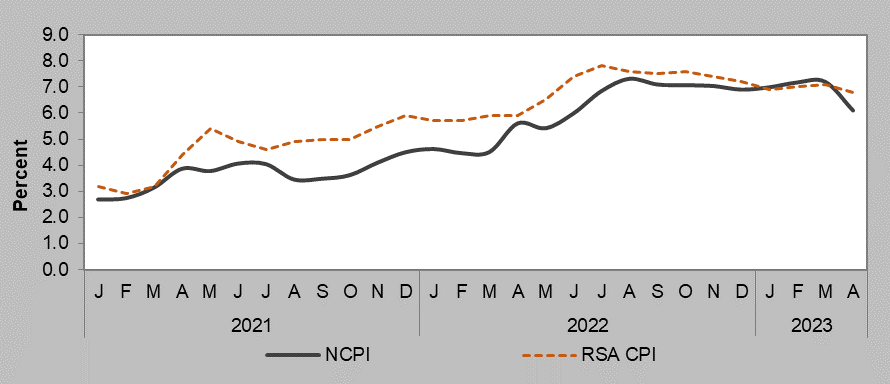 Percent
9.0
8.0
7.0
6.0
5.0
4.0
3.0
2.0
1.0
0.0
J F M A M J J A S O N D J F M A M J J A S O N D J F M A
2021 2022 2023
NCPI RSA CPI